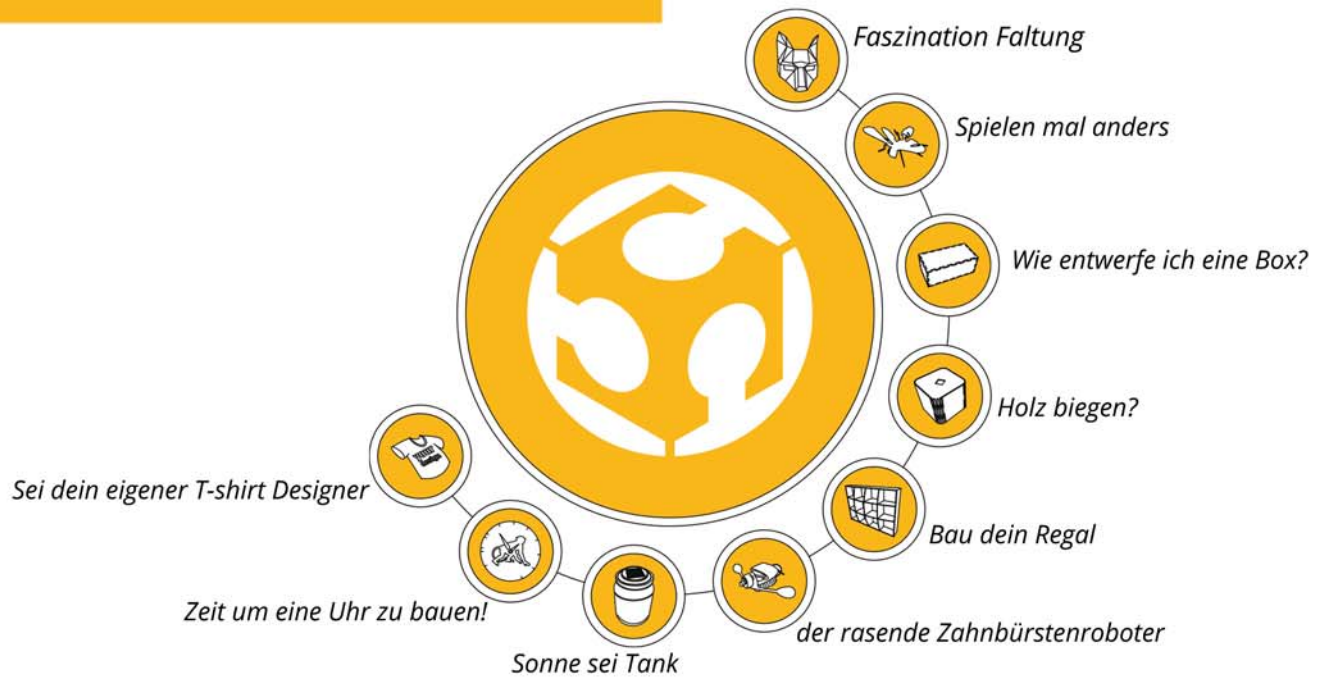 Faszination Faltung
Spielen mal anders
Wie entwerfe ich eine Box?
Holz biegen?
Bau dein Regal
der rasende Zahnbürstenroboter
Sonne sei Tank
Zeit um eine Uhr zu bauen!
Sei dein eigener T-shirt Designer